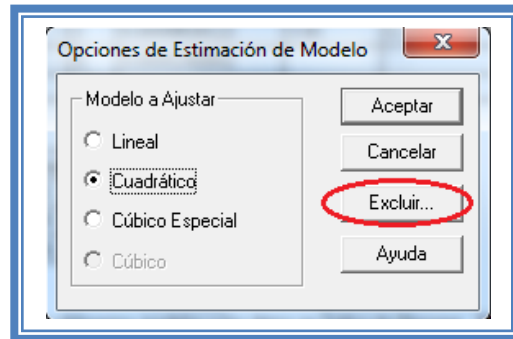 Opciones de Estimación de Modelo
Modelo a Ajustar
Lineal
Cuadrático
Cúbico Especial
Cúbico
Aceptar
Cancelar
Excluir...
Ayuda